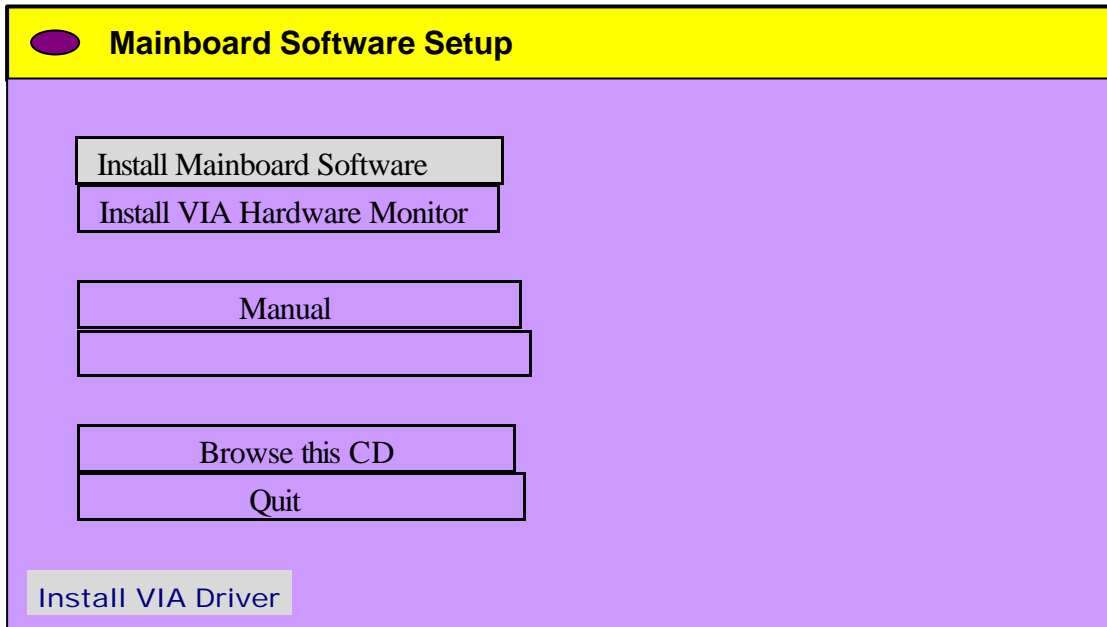 Mainboard Software Setup
Install Mainboard Software
Install VIA Hardware Monitor
Manual
Browse this CD
Quit
Install VIA Driver